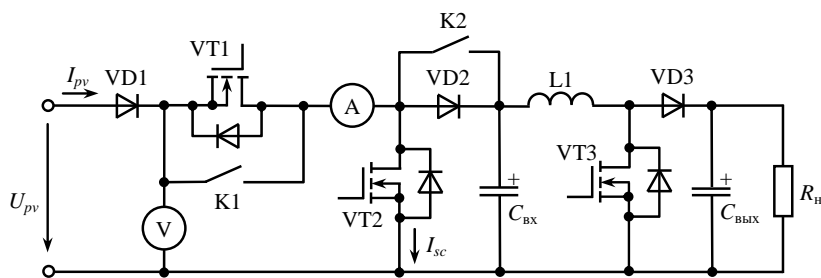 K2
VT1
I_pv
VD1
VD2
L1
VD3
A
VT3
K1
VT2
+
C_вх
+
C_вых
R_н
U_pv
V
I_sc